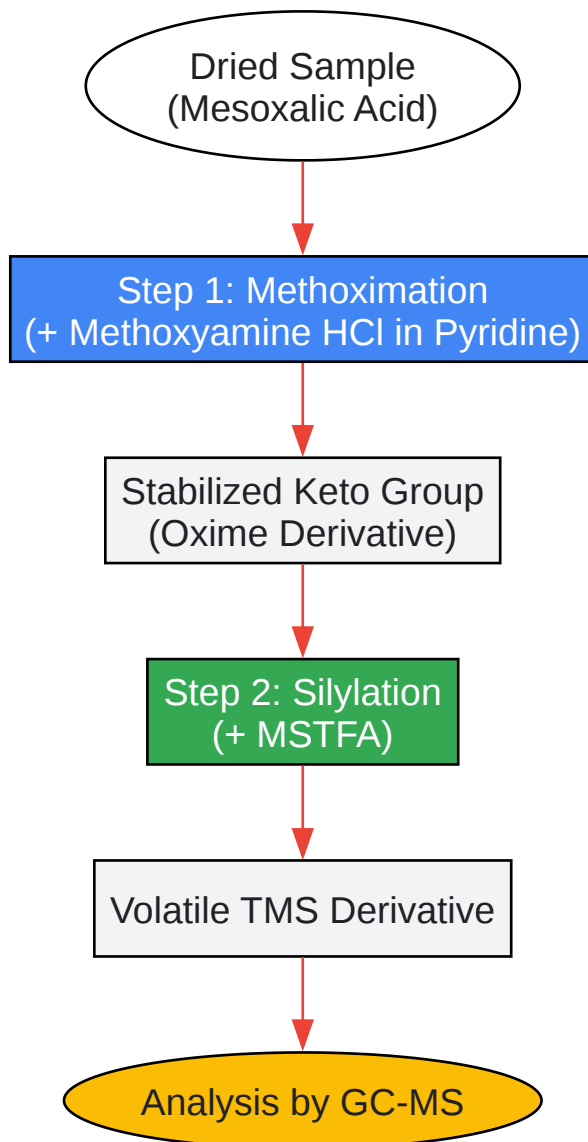 Dried Sample
(Mesoxalic Acid)
Step 1: Methoximation
(+ Methoxyamine HCl in Pyridine)
Stabilized Keto Group
(Oxime Derivative)
Step 2: Silylation
(+ MSTFA)
Volatile TMS Derivative
Analysis by GC-MS